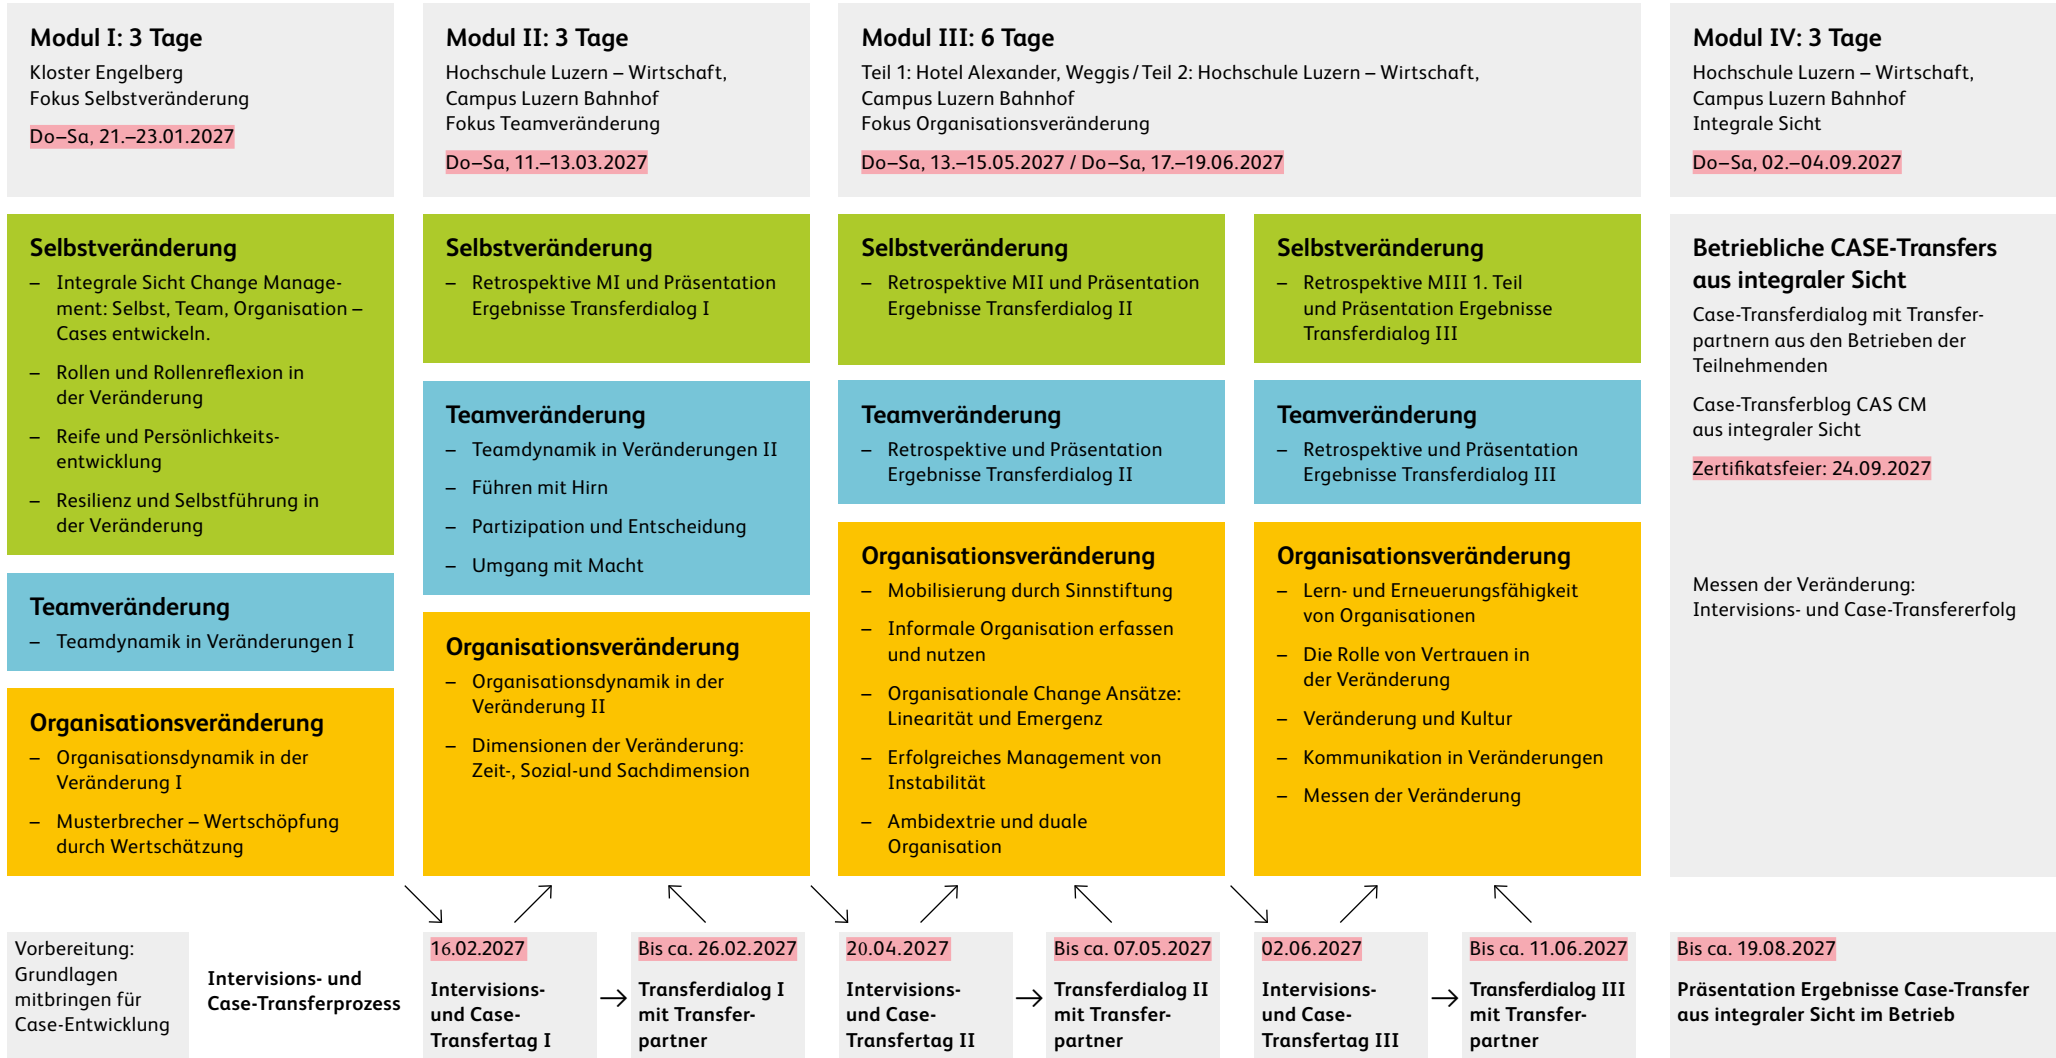 Modul I: 3 Tage
Kloster Engelberg
Fokus Selbstveränderung
Do–Sa, 21.–23.01.2027
Modul II: 3 Tage
Hochschule Luzern – Wirtschaft,
Campus Luzern Bahnhof
Fokus Teamveränderung
Do–Sa, 11.–13.03.2027
Modul III: 6 Tage
Teil 1: Hotel Alexander, Weggis / Teil 2: Hochschule Luzern – Wirtschaft,
Campus Luzern Bahnhof
Fokus Organisationsveränderung
Do–Sa, 13.–15.05.2027 / Do–Sa, 17.–19.06.2027
Modul IV: 3 Tage
Hochschule Luzern – Wirtschaft,
Campus Luzern Bahnhof
Integrale Sicht
Do–Sa, 02.–04.09.2027
Selbstveränderung
– Integrale Sicht Change Manage-
ment: Selbst, Team, Organisation –
Cases entwickeln.
– Rollen und Rollenreflexion in
der Veränderung
– Reife und Persönlichkeits-
entwicklung
– Resilienz und Selbstführung in
der Veränderung
Teamveränderung
– Teamdynamik in Veränderungen I
Organisationsveränderung
– Organisationsdynamik in der
Veränderung I
– Musterbrecher – Wertschöpfung
durch Wertschätzung
Selbstveränderung
– Retrospektive MI und Präsentation
Ergebnisse Transferdialog I
Teamveränderung
– Teamdynamik in Veränderungen II
– Führen mit Hirn
– Partizipation und Entscheidung
– Umgang mit Macht
Organisationsveränderung
– Organisationsdynamik in der
Veränderung II
– Dimensionen der Veränderung:
Zeit-, Sozial-und Sachdimension
Selbstveränderung
– Retrospektive MII und Präsentation
Ergebnisse Transferdialog II
Teamveränderung
– Retrospektive und Präsentation
Ergebnisse Transferdialog II
Organisationsveränderung
– Mobilisierung durch Sinnstiftung
– Informale Organisation erfassen
und nutzen
– Organisationale Change Ansätze:
Linearität und Emergenz
– Erfolgreiches Management von
Instabilität
– Ambidextrie und duale
Organisation
Selbstveränderung
– Retrospektive MIII 1. Teil
und Präsentation Ergebnisse
Transferdialog III
Teamveränderung
– Retrospektive und Präsentation
Ergebnisse Transferdialog III
Organisationsveränderung
– Lern- und Erneuerungsfähigkeit
von Organisationen
– Die Rolle von Vertrauen in
der Veränderung
– Veränderung und Kultur
– Kommunikation in Veränderungen
– Messen der Veränderung
Betriebliche CASE-Transfers
aus integraler Sicht
Case-Transferdialog mit Transfer-
partnern aus den Betrieben der
Teilnehmenden
Case-Transferblog CAS CM
aus integraler Sicht
Zertifikatsfeier: 24.09.2027
Messen der Veränderung:
Intervisions- und Case-Transfererfolg
Vorbereitung:
Grundlagen
mitbringen für
Case-Entwicklung
Intervisions- und
Case-Transferprozess
16.02.2027
Intervisions-
und Case-
Transfertag I
Bis ca. 26.02.2027
Transferdialog I
mit Transfer-
partner
20.04.2027
Intervisions-
und Case-
Transfertag II
Bis ca. 07.05.2027
Transferdialog II
mit Transfer-
partner
02.06.2027
Intervisions-
und Case-
Transfertag III
Bis ca. 11.06.2027
Transferdialog III
mit Transfer-
partner
Bis ca. 19.08.2027
Präsentation Ergebnisse Case-Transfer
aus integraler Sicht im Betrieb